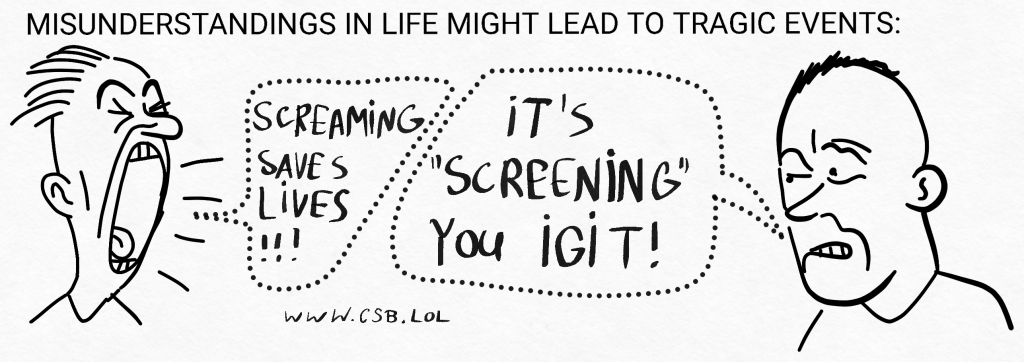 MISUNDERSTANDINGS IN LIFE MIGHT LEAD TO TRAGIC EVENTS:
SCREAMING
SAVES
LIVES
!!!
iT'S
"SCREENiNG"
You iGiT!
WWW.CSB.LOL